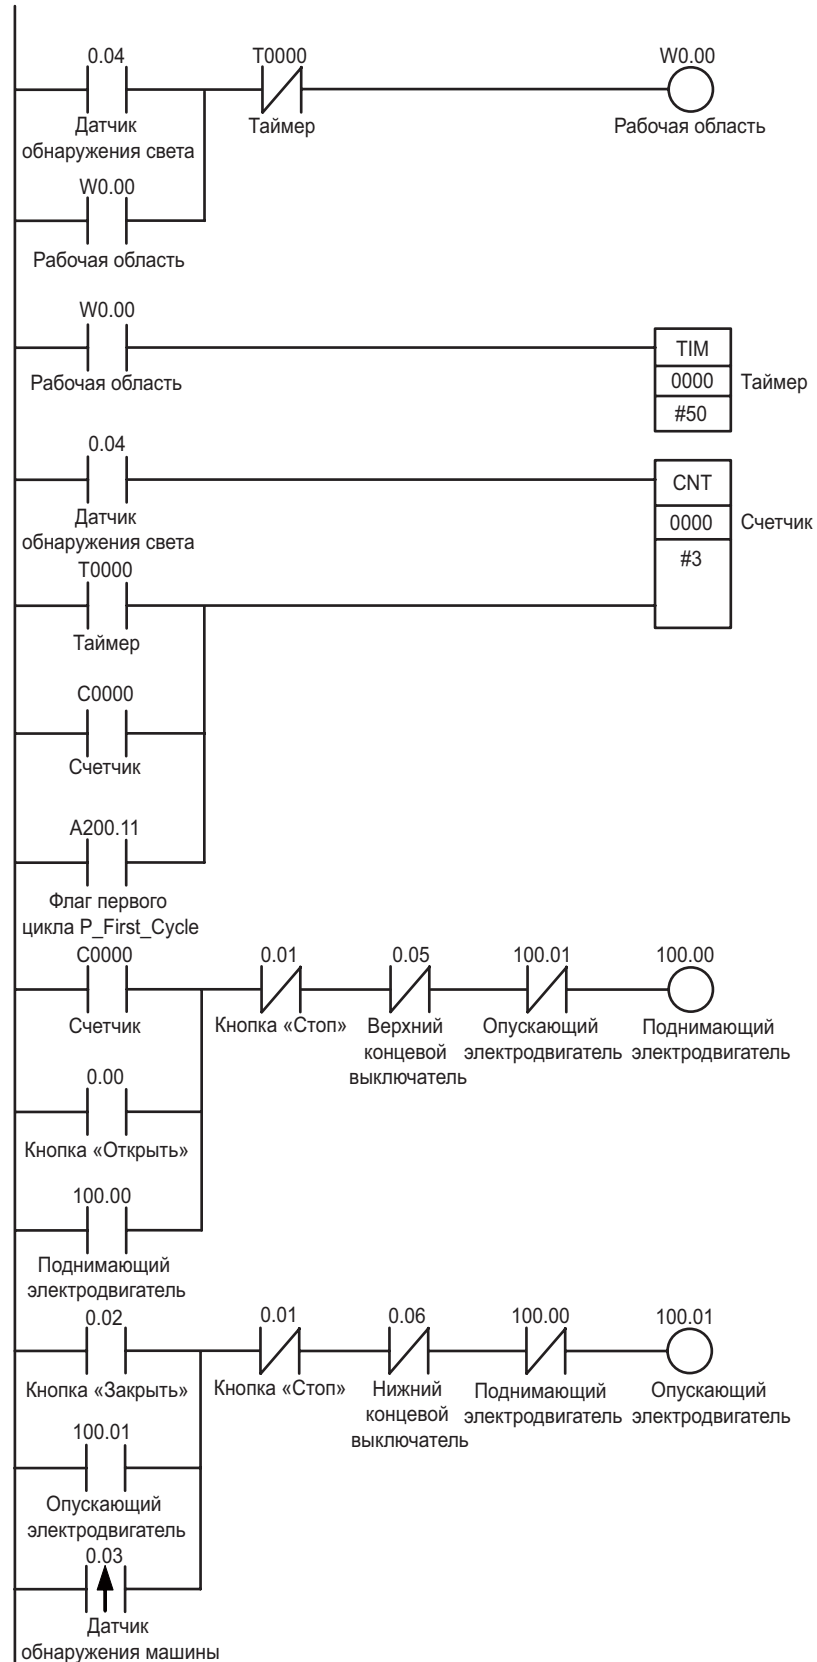 0.04 T0000 W0.00
Датчик
обнаружения света
Таймер
Рабочая область
W0.00
Рабочая область
W0.00
Рабочая область
TIM
0000 Таймер
#50
0.04
Датчик
обнаружения света
CNT
0000 Счетчик
#3
T0000
Таймер
C0000
Счетчик
A200.11
Флаг первого
цикла P_First_Cycle
C0000 0.01 0.05 100.01 100.00
Счетчик
Кнопка «Стоп»
Верхний
концевой
выключатель
Опускающий
электродвигатель
Поднимающий
электродвигатель
0.00
Кнопка «Открыть»
100.00
Поднимающий
электродвигатель
0.02 0.01 0.06 100.00 100.01
Кнопка «Закрыть»
Кнопка «Стоп»
Нижний
концевой
выключатель
Поднимающий
электродвигатель
Опускающий
электродвигатель
100.01
Опускающий
электродвигатель
0.03
Датчик
обнаружения машины